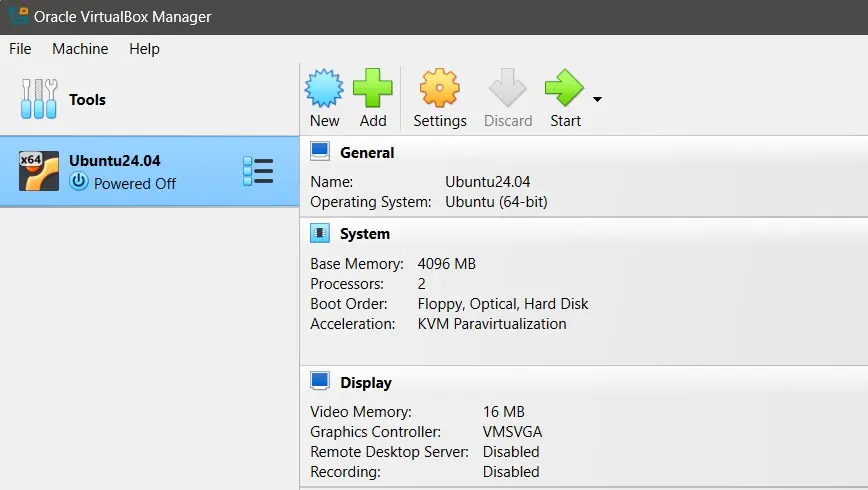 Oracle VirtualBox Manager
File Machine Help
Tools
New Add Settings Discard Start
x64
Ubuntu24.04
Powered Off
General
Name: Ubuntu24.04
Operating System: Ubuntu (64-bit)
System
Base Memory: 4096 MB
Processors: 2
Boot Order: Floppy, Optical, Hard Disk
Acceleration: KVM Paravirtualization
Display
Video Memory: 16 MB
Graphics Controller: VMSVGA
Remote Desktop Server: Disabled
Recording: Disabled